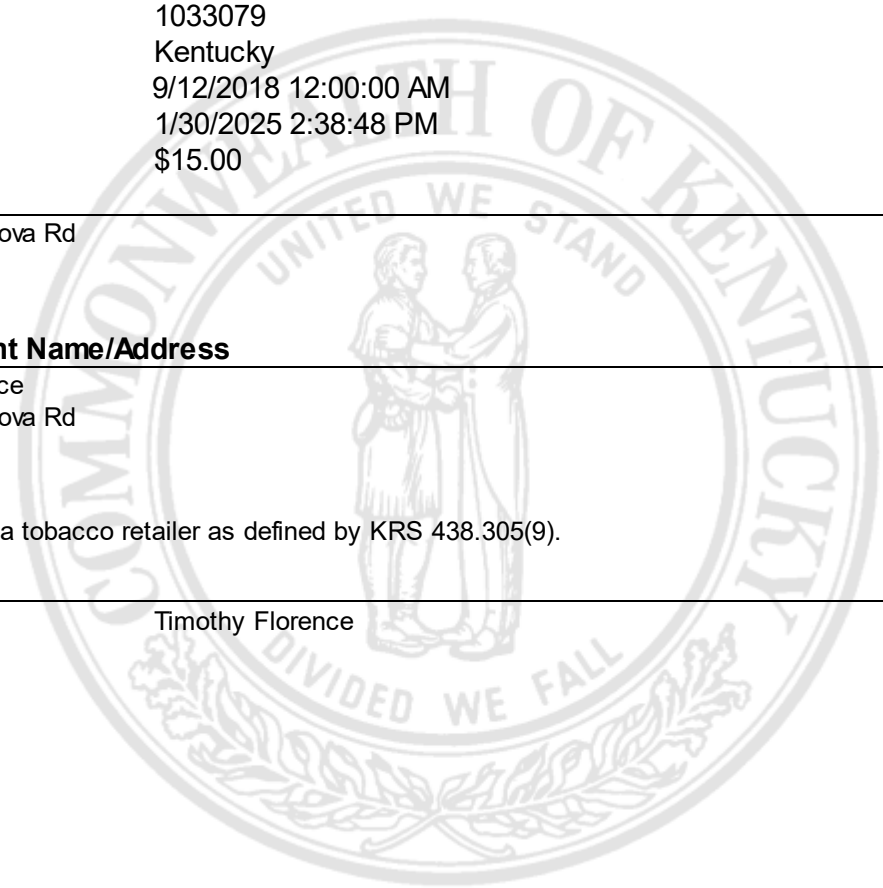 1033079
Kentucky
9/12/2018 12:00:00 AM
1/30/2025 2:38:48 PM
$15.00
ova Rd
nt Name/Address
ce
ova Rd
a tobacco retailer as defined by KRS 438.305(9).
Timothy Florence
COMMONWEALTH OF KENTUCKY
UNITED WE STAND
DIVIDED WE FALL